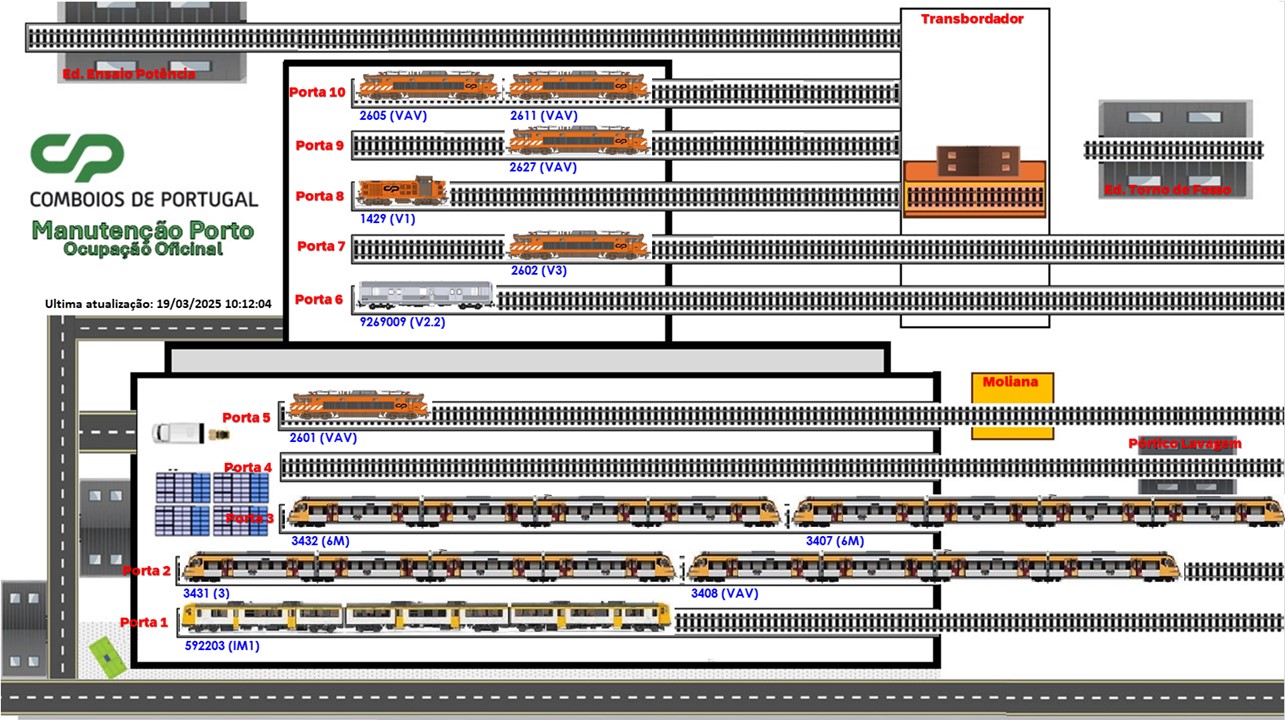 Transbordador
Ed. Ensaio Potência
Porta 10
2605 (VAV)
2611 (VAV)
Porta 9
2627 (VAV)
CP
COMBOIOS DE PORTUGAL
Manutenção Porto
Ocupação Oficinal
Porta 8
1429 (V1)
Ed. Torno de Fosso
Porta 7
2602 (V3)
Ultima atualização: 19/03/2025 10:12:04
Porta 6
9269009 (V2.2)
Moliana
Porta 5
2601 (VAV)
Pórtico Lavagem
Porta 4
Porta 3
3432 (6M)
3407 (6M)
Porta 2
3431 (3)
3408 (VAV)
Porta 1
592203 (IM1)